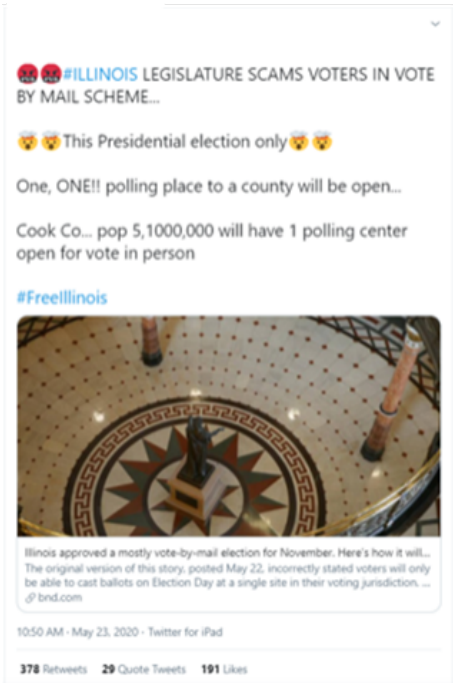 #ILLINOIS LEGISLATURE SCAMS VOTERS IN VOTE
BY MAIL SCHEME...
This Presidential election only
One, ONE!! polling place to a county will be open...
Cook Co... pop 5,1000,000 will have 1 polling center
open for vote in person
#FreeIllinois
Illinois approved a mostly vote-by-mail election for November. Here's how it will...
The original version of this story, posted May 22, incorrectly stated voters will only
be able to cast ballots on Election Day at a single site in their voting jurisdiction. ...
bnd.com
10:50 AM · May 23, 2020 · Twitter for iPad
378 Retweets 29 Quote Tweets 191 Likes